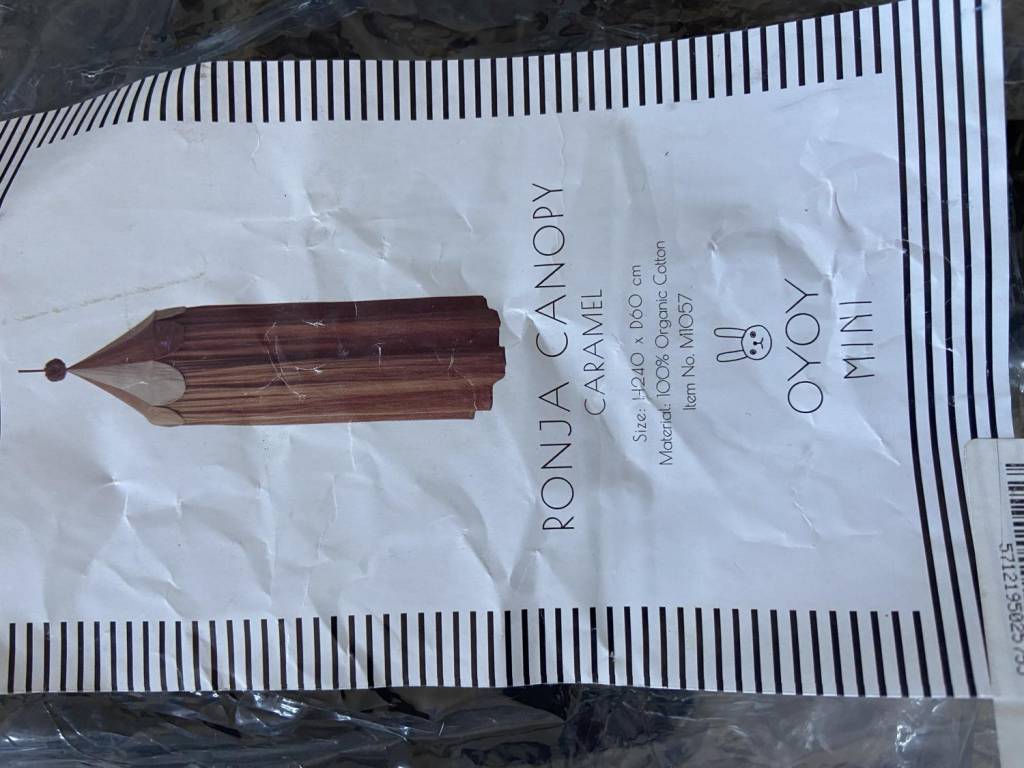 RONJA CANOPY
CARAMEL
Size: H240 x D60 cm
Material: 100% Organic Cotton
Item No. M1057
OYOY
MINI